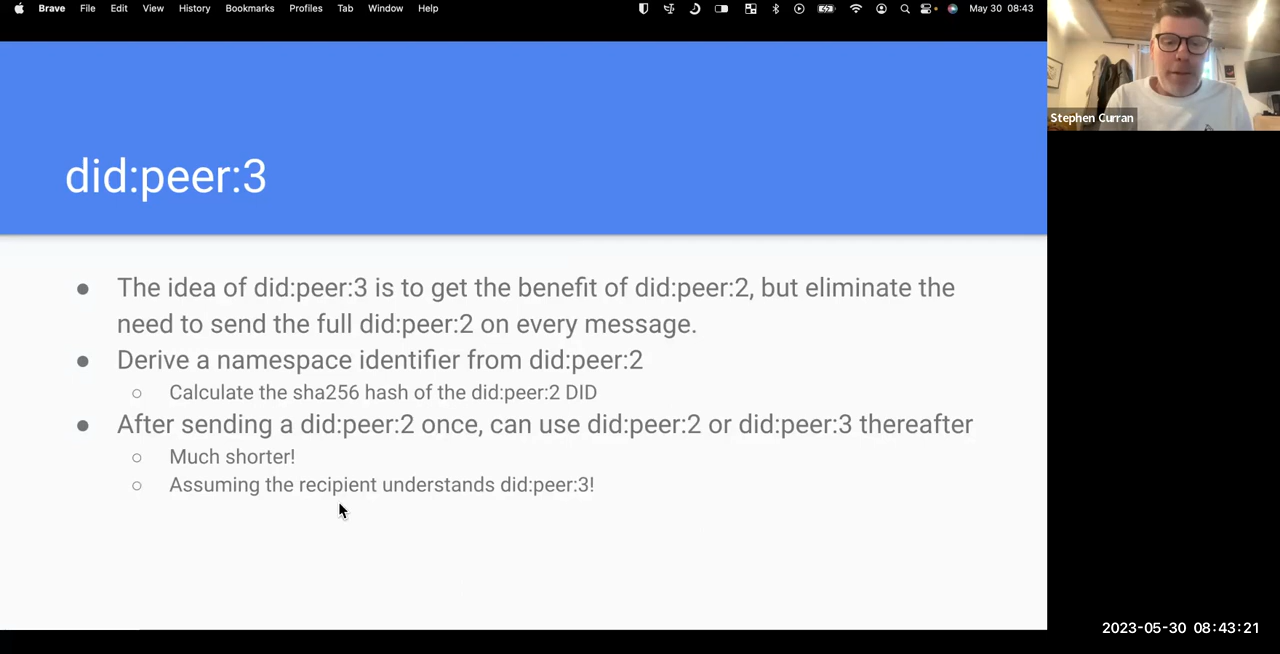 Brave File Edit View History Bookmarks Profiles Tab Window Help May 30 08:43
Stephen Curran
did:peer:3
● The idea of did:peer:3 is to get the benefit of did:peer:2, but eliminate the
need to send the full did:peer:2 on every message.
● Derive a namespace identifier from did:peer:2
○ Calculate the sha256 hash of the did:peer:2 DID
● After sending a did:peer:2 once, can use did:peer:2 or did:peer:3 thereafter
○ Much shorter!
○ Assuming the recipient understands did:peer:3!
2023-05-30 08:43:21